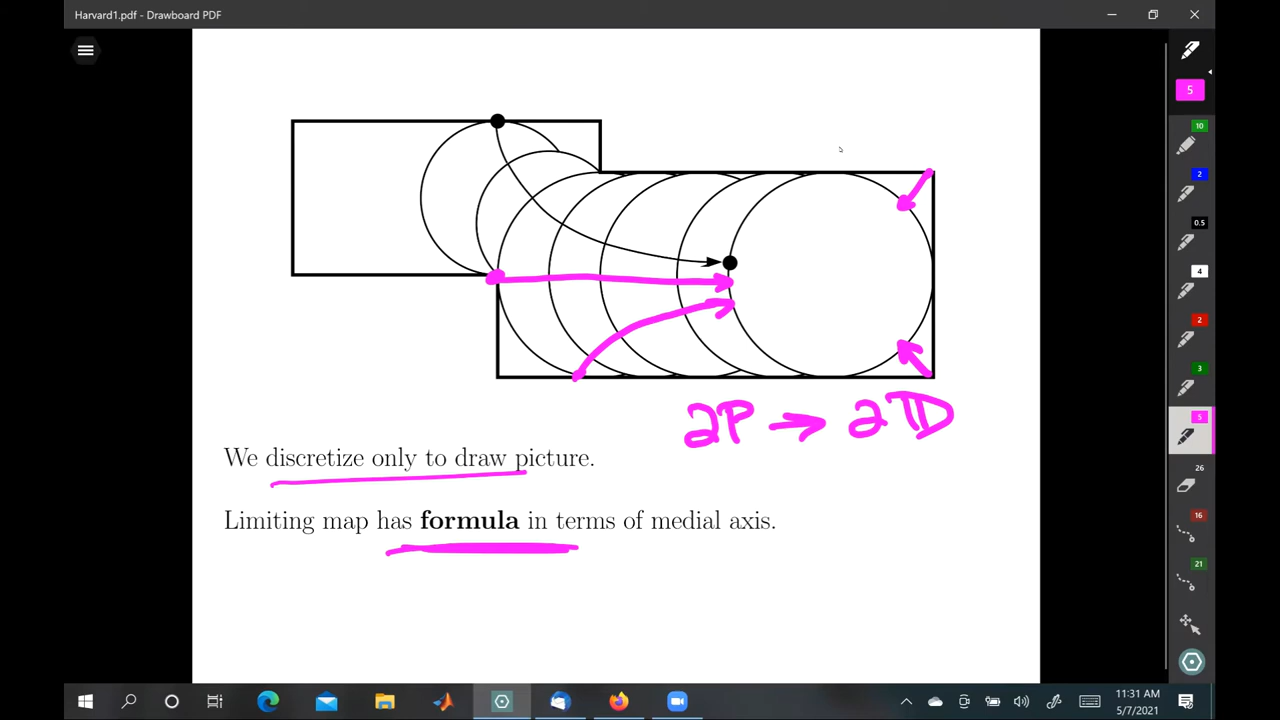 Harvard1.pdf - Drawboard PDF
5
10
2
0.5
4
2
3
5
26
16
21
∂P → ∂𝔻
We discretize only to draw picture.
Limiting map has formula in terms of medial axis.
11:31 AM
5/7/2021